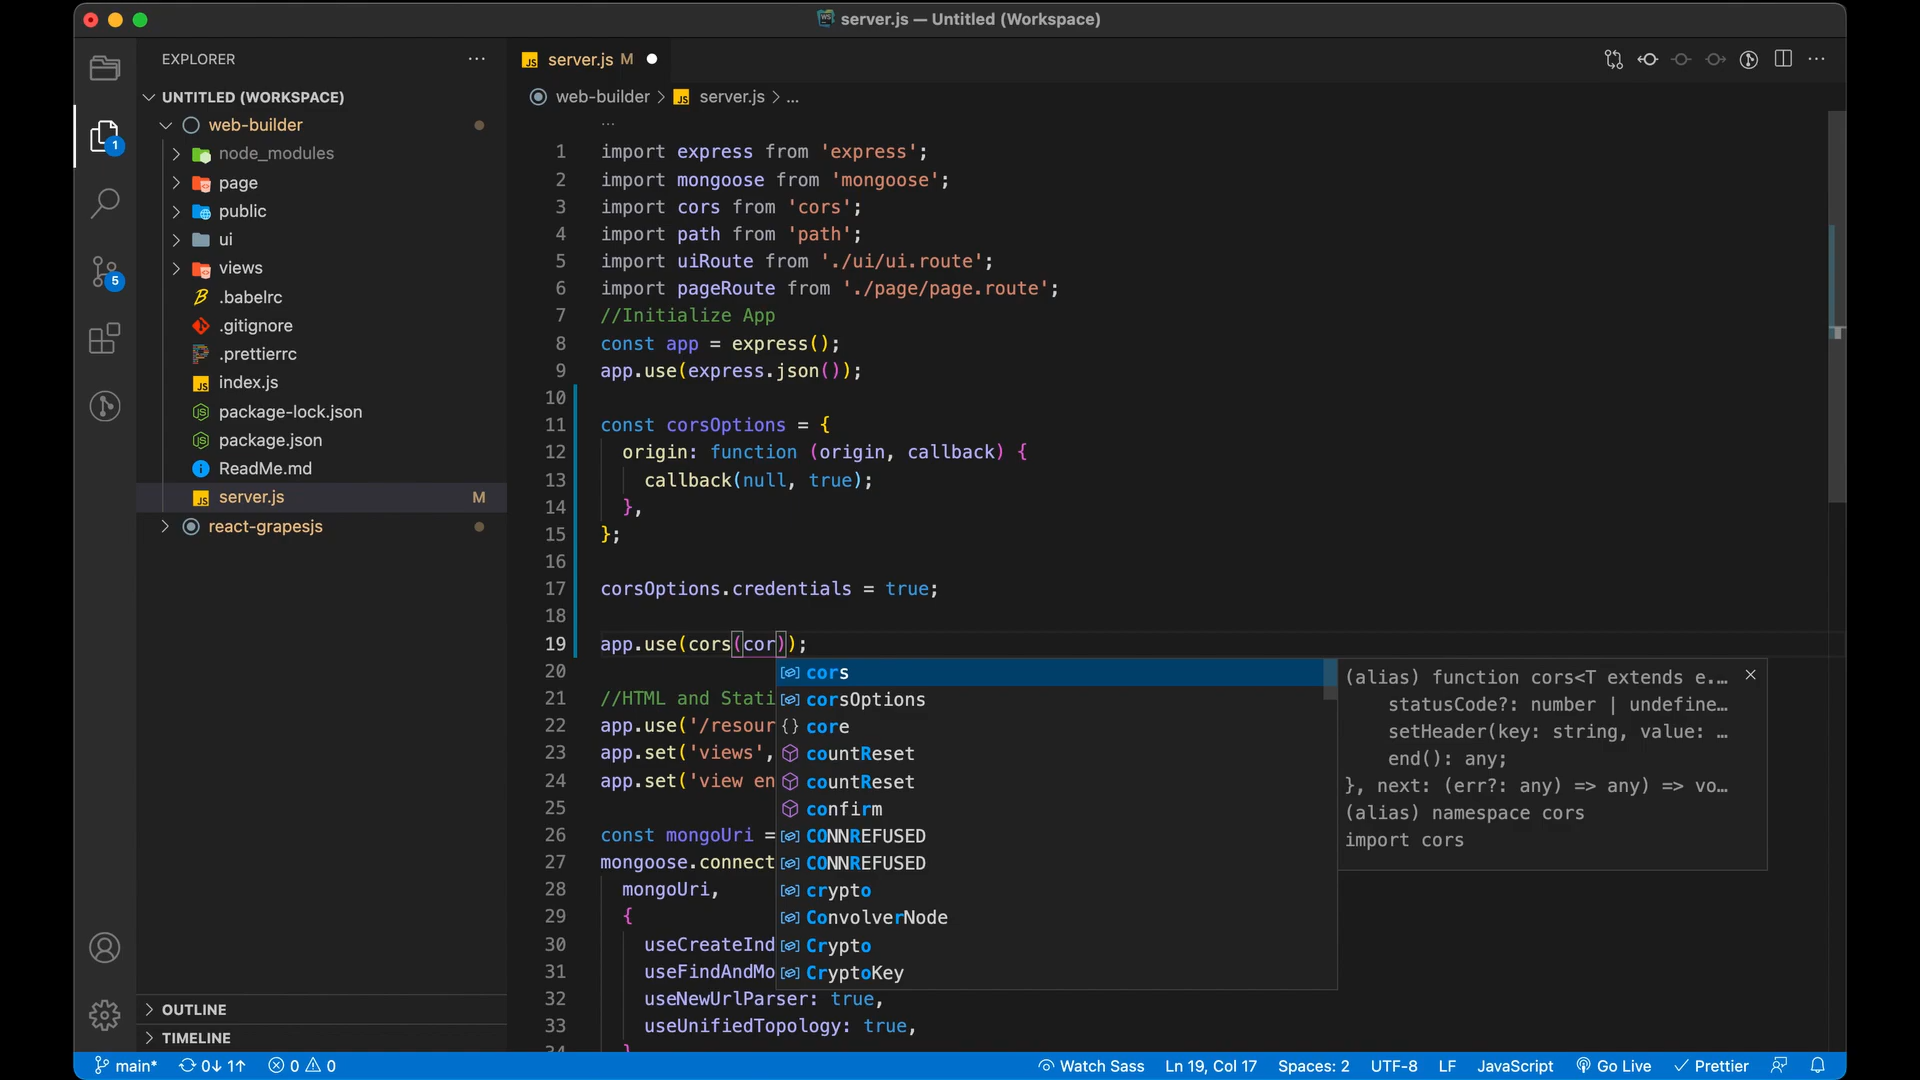 server.js — Untitled (Workspace)
EXPLORER
server.js M
UNTITLED (WORKSPACE)
web-builder > server.js > ...
web-builder
node_modules
page
public
ui
views
.babelrc
.gitignore
.prettierrc
index.js
package-lock.json
package.json
ReadMe.md
server.js M
react-grapesjs
OUTLINE
TIMELINE
1
5
...
1 import express from 'express';
2 import mongoose from 'mongoose';
3 import cors from 'cors';
4 import path from 'path';
5 import uiRoute from './ui/ui.route';
6 import pageRoute from './page/page.route';
7 //Initialize App
8 const app = express();
9 app.use(express.json());
10
11 const corsOptions = {
12 origin: function (origin, callback) {
13 callback(null, true);
14 },
15 };
16
17 corsOptions.credentials = true;
18
19 app.use(cors(cor));
20
21 //HTML and Stati
22 app.use('/resour
23 app.set('views',
24 app.set('view en
25
26 const mongoUri =
27 mongoose.connect
28 mongoUri,
29 {
30 useCreateInd
31 useFindAndMo
32 useNewUrlParser: true,
33 useUnifiedTopology: true,
34 }
cors
corsOptions
{} core
countReset
countReset
confirm
CONNREFUSED
CONNREFUSED
crypto
ConvolverNode
Crypto
CryptoKey
(alias) function cors<T extends e.…
statusCode?: number | undefine…
setHeader(key: string, value: …
end(): any;
}, next: (err?: any) => any) => vo…
(alias) namespace cors
import cors
main* 0↓ 1↑ 0 0 Watch Sass Ln 19, Col 17 Spaces: 2 UTF-8 LF JavaScript Go Live Prettier